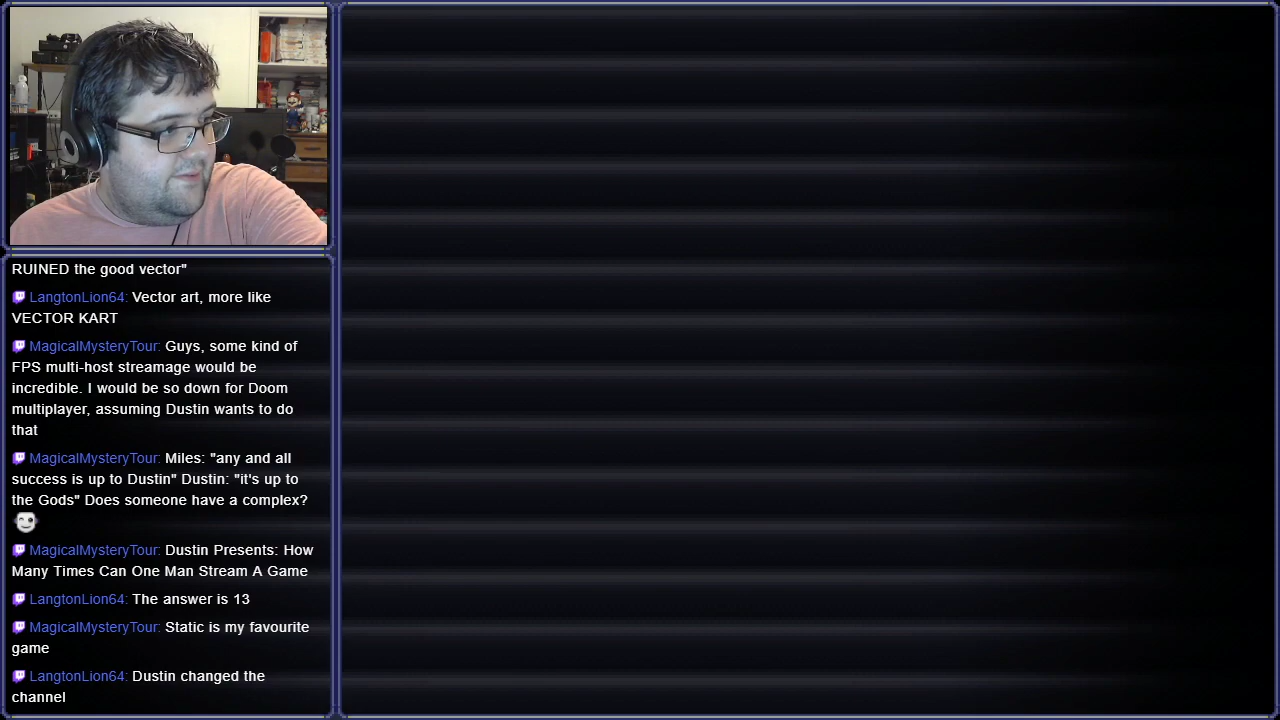 RUINED the good vector"
LangtonLion64: Vector art, more like
VECTOR KART
MagicalMysteryTour: Guys, some kind of
FPS multi-host streamage would be
incredible. I would be so down for Doom
multiplayer, assuming Dustin wants to do
that
MagicalMysteryTour: Miles: "any and all
success is up to Dustin" Dustin: "it's up to
the Gods" Does someone have a complex?
MagicalMysteryTour: Dustin Presents: How
Many Times Can One Man Stream A Game
LangtonLion64: The answer is 13
MagicalMysteryTour: Static is my favourite
game
LangtonLion64: Dustin changed the
channel